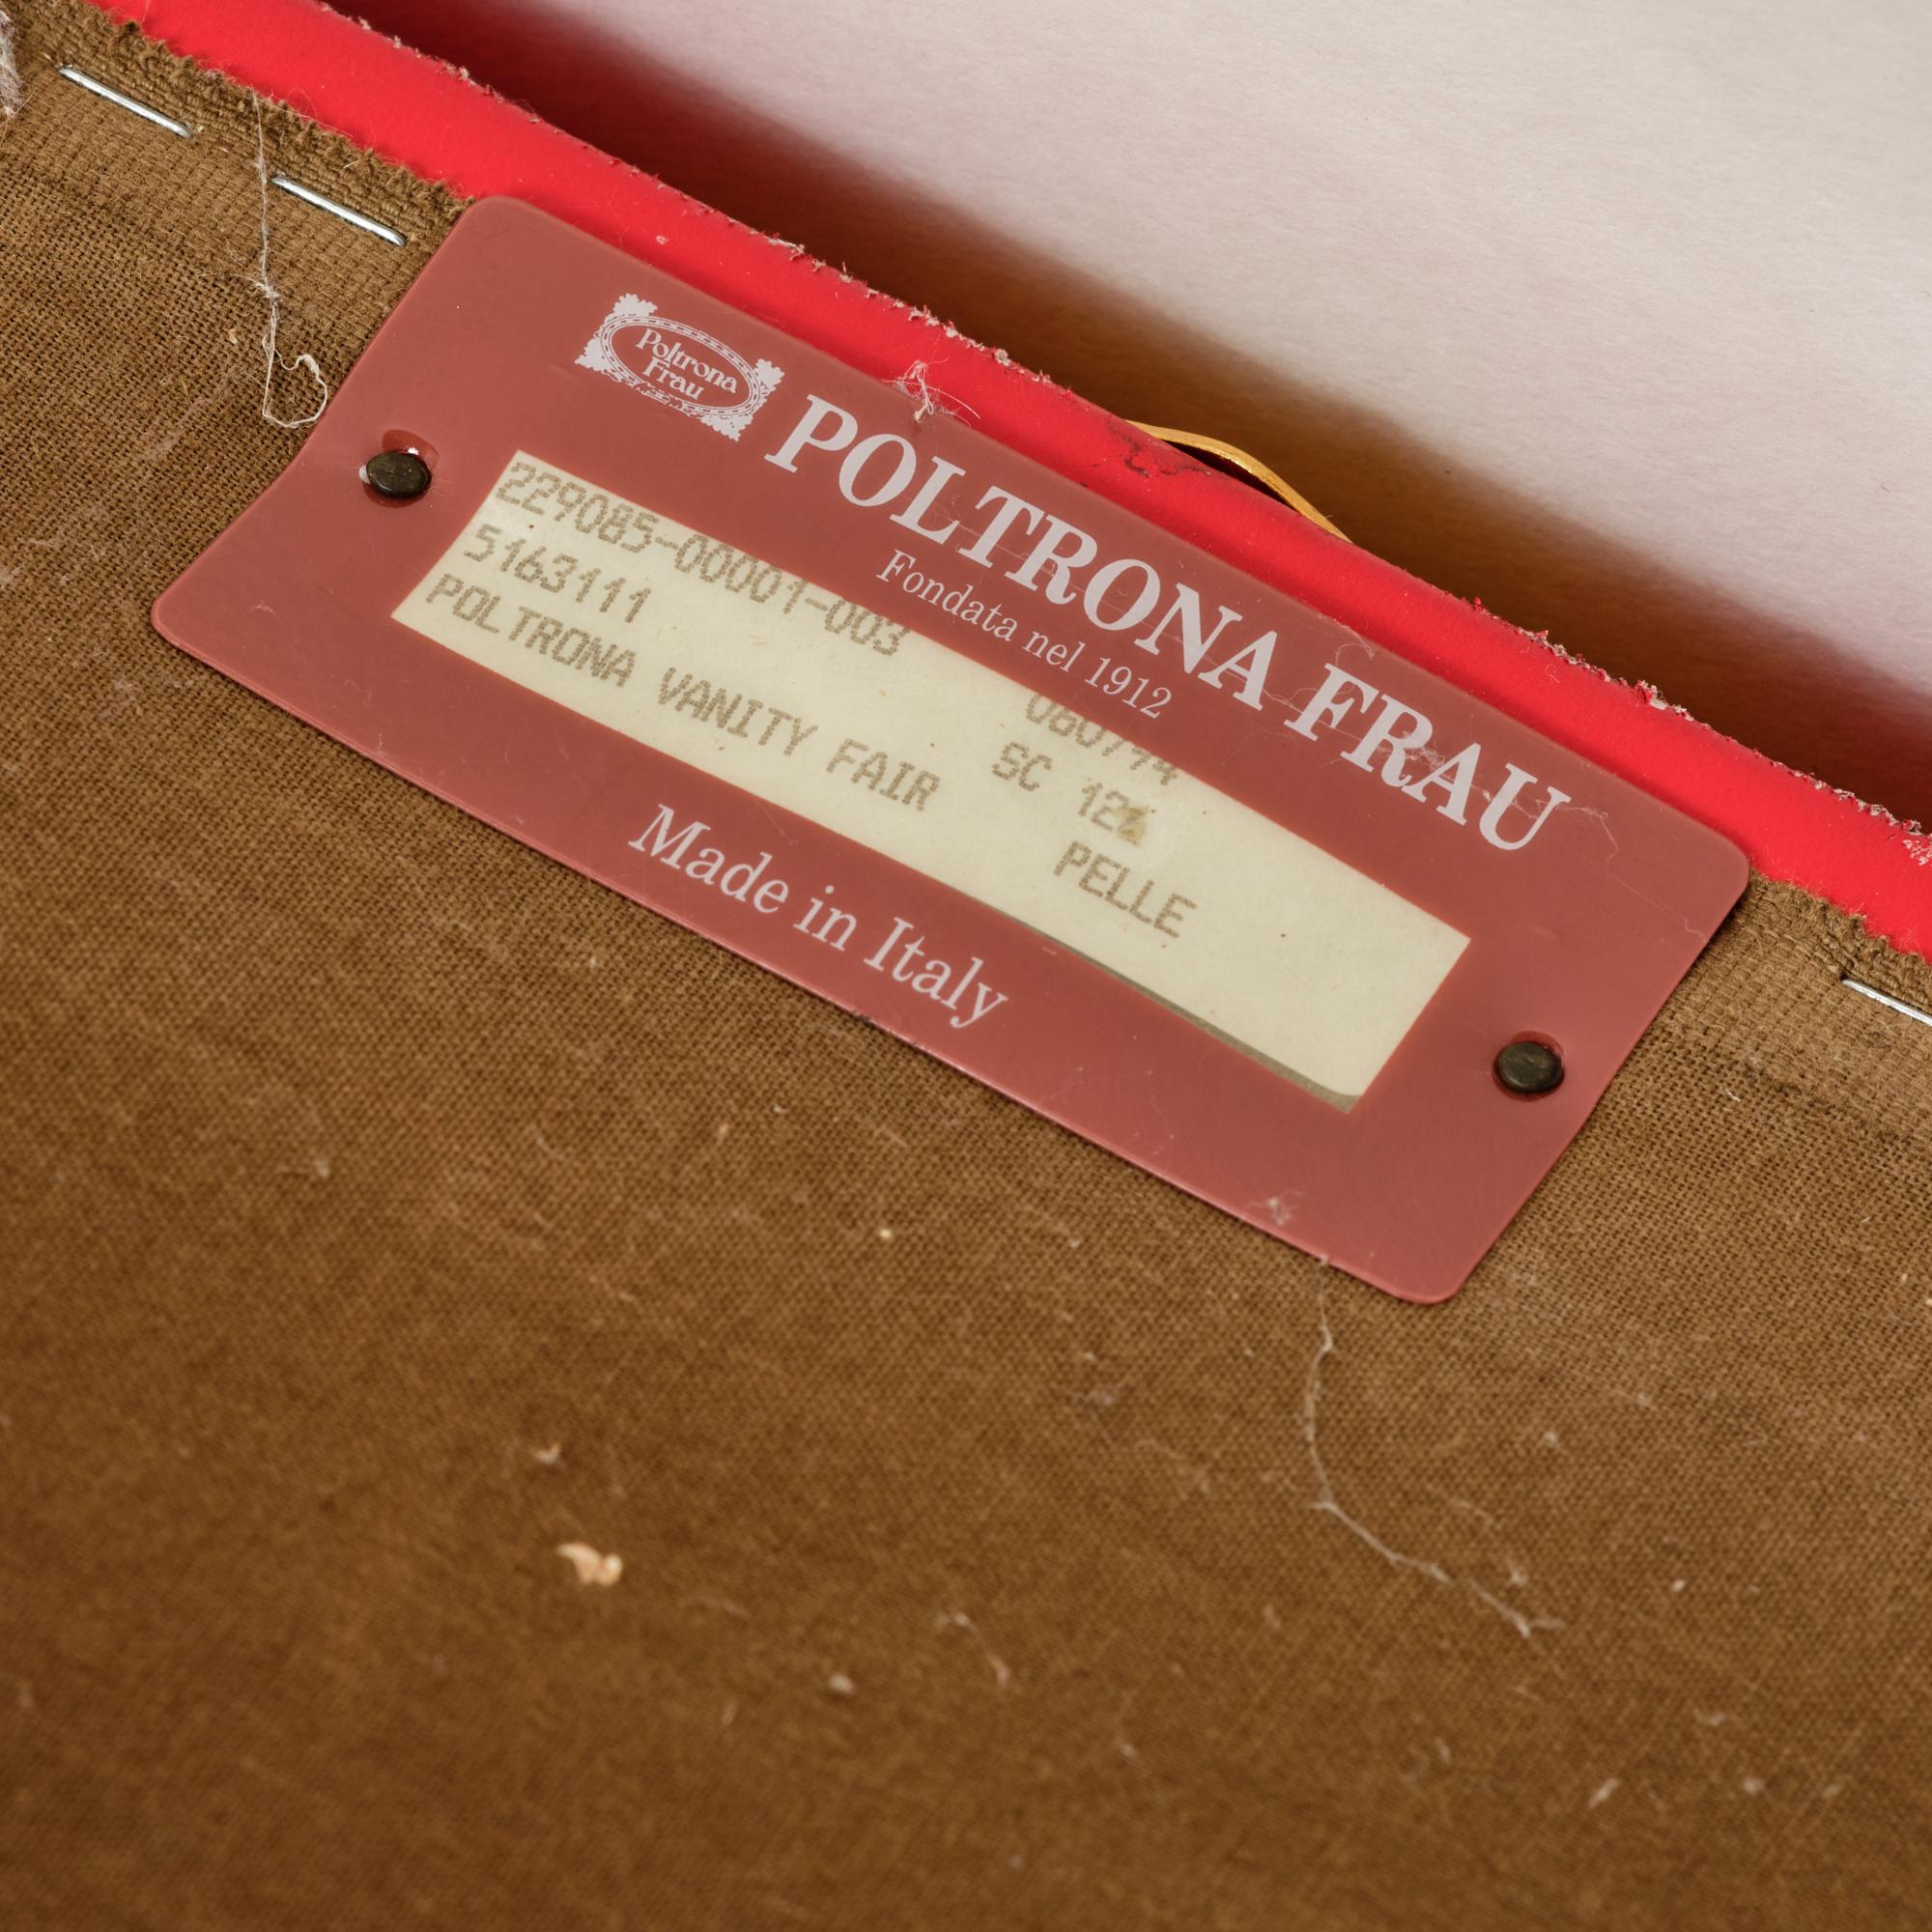 Poltrona
Frau
POLTRONA FRAU
Fondata nel 1912
229085-00001-003 060794
5163111 SC
POLTRONA VANITY FAIR PELLE
Made in Italy